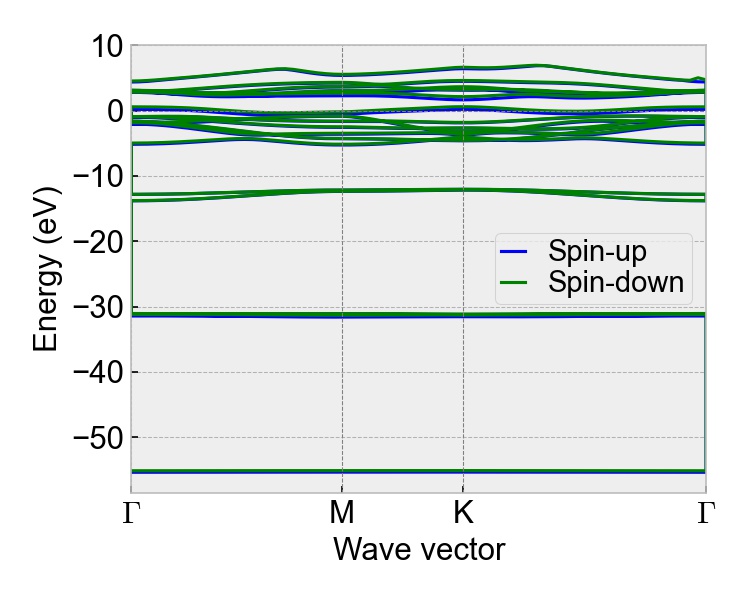 10
0
−10
−20
−30
−40
−50
Energy (eV)
Spin-up
Spin-down
Γ M K Γ
Wave vector